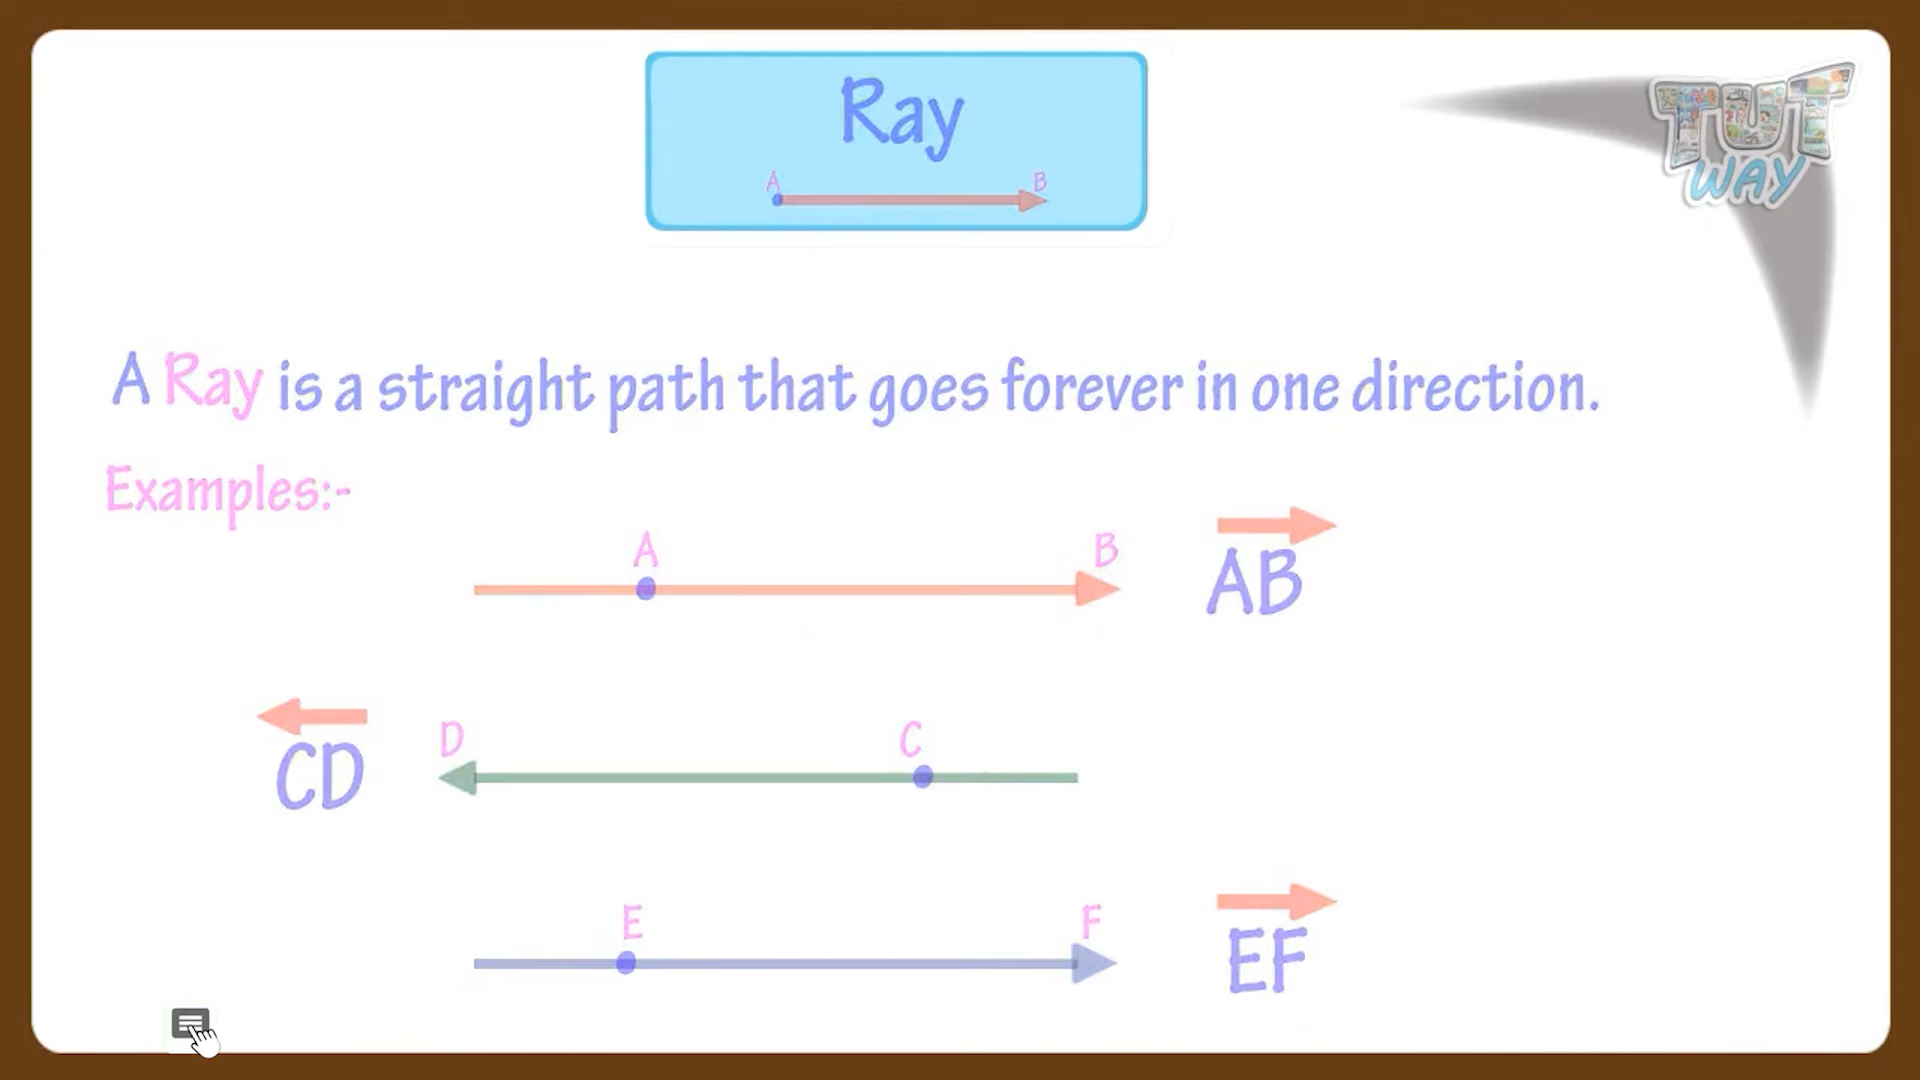 Ray
A B
TUT
WAY
A Ray is a straight path that goes forever in one direction.
Examples:-
A B AB
CD D C
E F EF